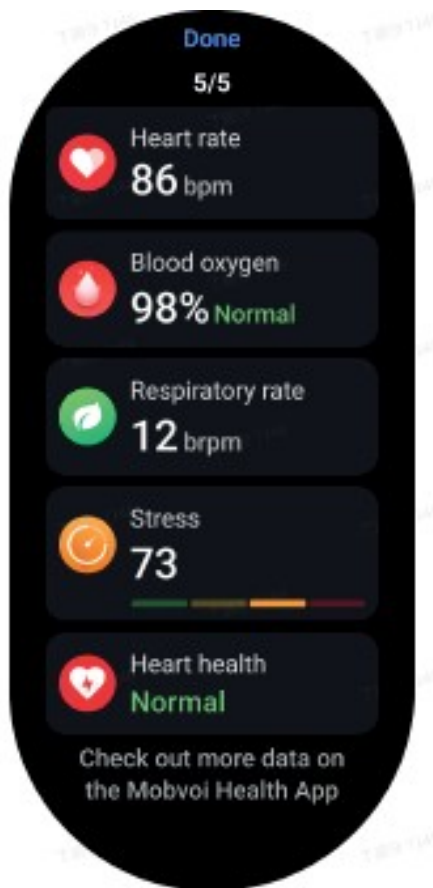 Done
5/5
Heart rate
86 bpm
Blood oxygen
98% Normal
Respiratory rate
12 brpm
Stress
73
Heart health
Normal
Check out more data on
the Mobvoi Health App